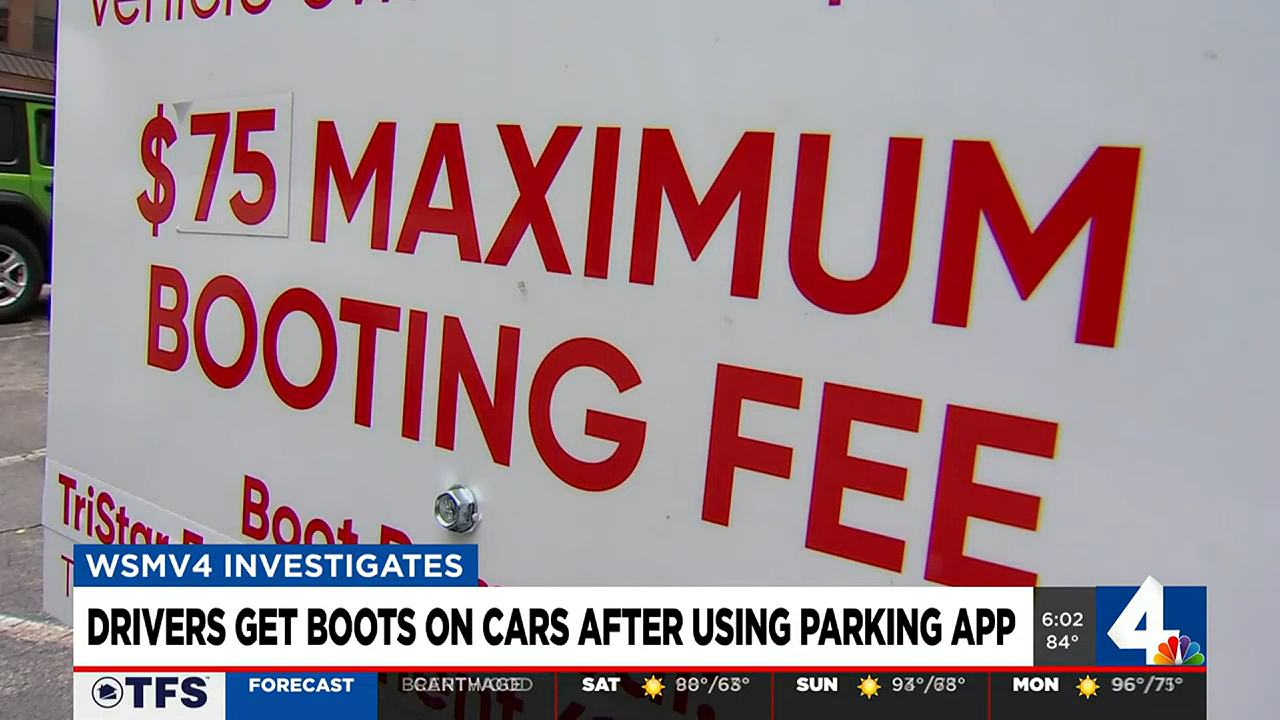 $75 MAXIMUM
BOOTING FEE
Boot
TriStar
WSMV4 INVESTIGATES
DRIVERS GET BOOTS ON CARS AFTER USING PARKING APP
6:02
84°
4
TFS
FORECAST
SAT
SUN
MON